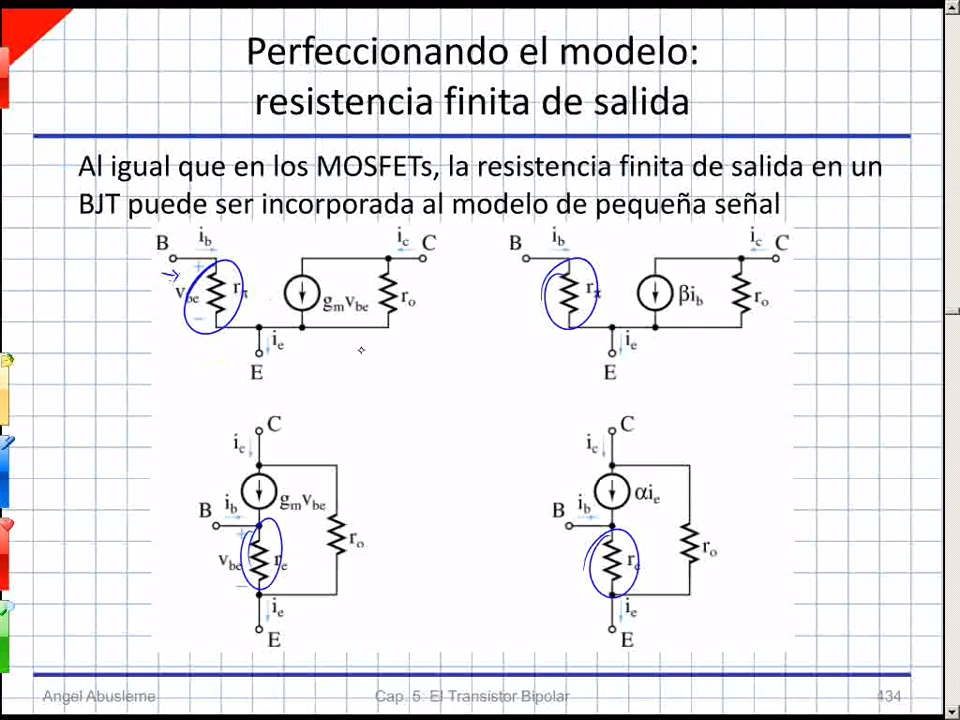 Perfeccionando el modelo:
resistencia finita de salida
Al igual que en los MOSFETs, la resistencia finita de salida en un
BJT puede ser incorporada al modelo de pequeña señal
B ib ic C
vbe rπ gmvbe ro
ie
E
B ib ic C
rπ βib ro
ie
E
C
ic
gmvbe
B ib
vbe re ro
ie
E
C
ic
αie
B ib
re ro
ie
E
Angel Abusleme Cap. 5: El Transistor Bipolar 434